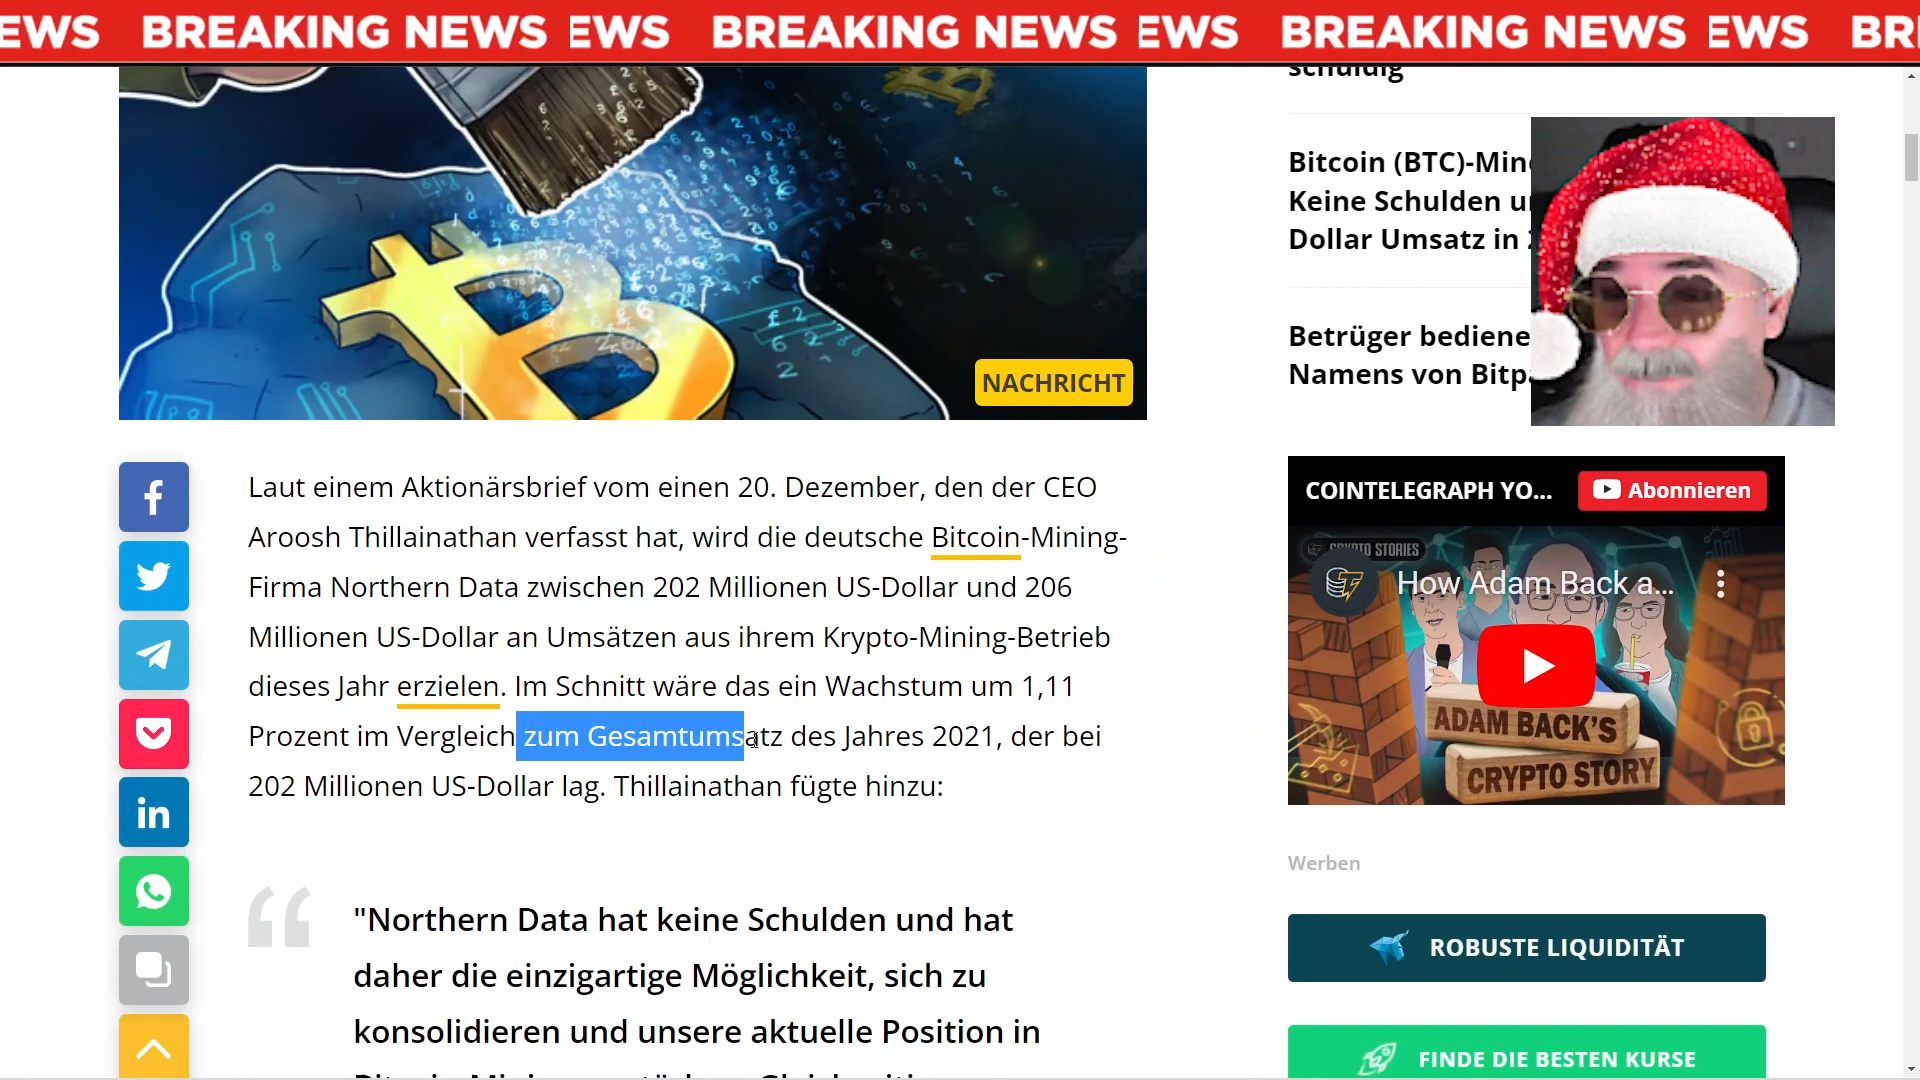 EWS BREAKING NEWS EWS BREAKING NEWS EWS BREAKING NEWS EWS BR
schuldig
NACHRICHT
Laut einem Aktionärsbrief vom einen 20. Dezember, den der CEO
Aroosh Thillainathan verfasst hat, wird die deutsche Bitcoin-Mining-
Firma Northern Data zwischen 202 Millionen US-Dollar und 206
Millionen US-Dollar an Umsätzen aus ihrem Krypto-Mining-Betrieb
dieses Jahr erzielen. Im Schnitt wäre das ein Wachstum um 1,11
Prozent im Vergleich zum Gesamtumsatz des Jahres 2021, der bei
202 Millionen US-Dollar lag. Thillainathan fügte hinzu:
"Northern Data hat keine Schulden und hat
daher die einzigartige Möglichkeit, sich zu
konsolidieren und unsere aktuelle Position in
Bitcoin (BTC)-Min
Keine Schulden u
Dollar Umsatz in
Betrüger bediene
Namens von Bitp
COINTELEGRAPH YO...
Abonnieren
CRYPTO STORIES
How Adam Back a...
ADAM BACK'S
CRYPTO STORY
Werben
ROBUSTE LIQUIDITÄT
FINDE DIE BESTEN KURSE